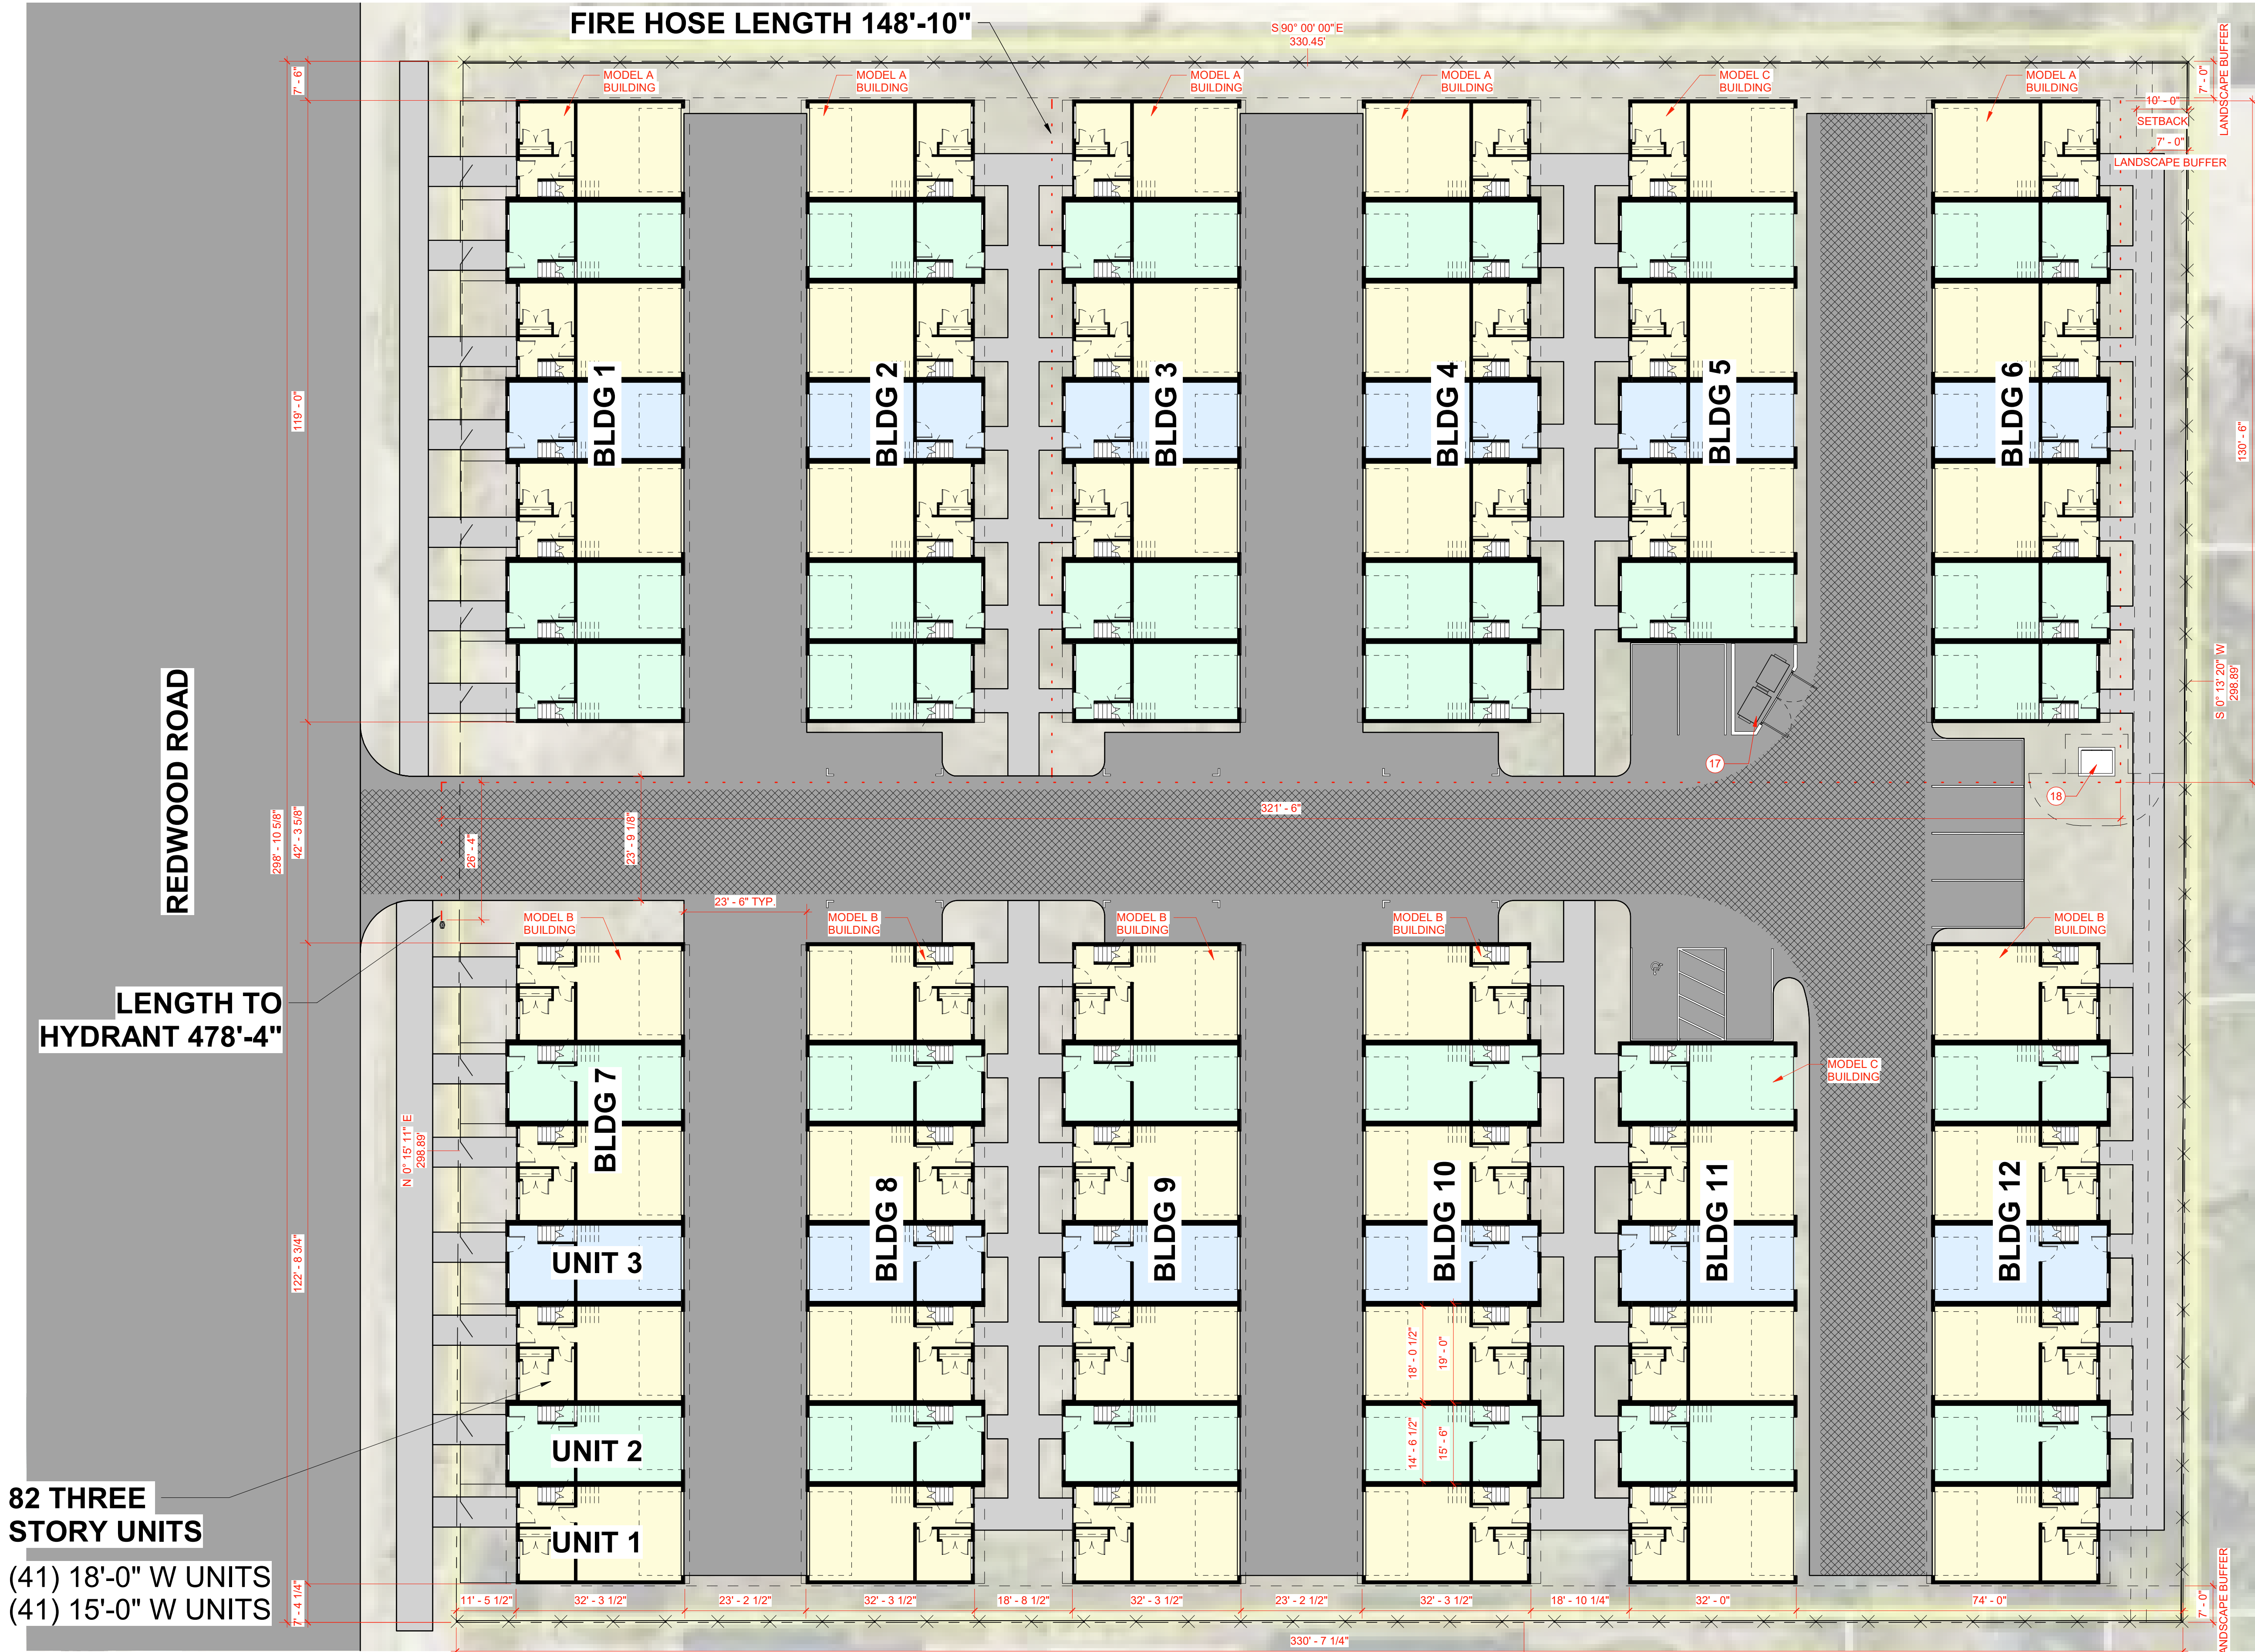 FIRE HOSE LENGTH 148'-10"
S 90° 00' 00" E
330.45'
LANDSCAPE BUFFER
7' - 0"
7' - 6"
MODEL A
BUILDING
MODEL A
BUILDING
MODEL A
BUILDING
MODEL A
BUILDING
MODEL C
BUILDING
MODEL A
BUILDING
10' - 0"
SETBACK
7' - 0"
LANDSCAPE BUFFER
119' - 0"
BLDG 1
BLDG 2
BLDG 3
BLDG 4
BLDG 5
BLDG 6
130' - 6"
S 0° 13' 20" W
298.89'
REDWOOD ROAD
17
18
321' - 6"
298' - 10 5/8"
42' - 3 5/8"
26' - 4"
23' - 9 1/8"
23' - 6" TYP.
MODEL B
BUILDING
MODEL B
BUILDING
MODEL B
BUILDING
MODEL B
BUILDING
MODEL B
BUILDING
LENGTH TO
HYDRANT 478'-4"
MODEL C
BUILDING
N 0° 15' 11" E
298.89'
BLDG 7
BLDG 8
BLDG 9
BLDG 10
BLDG 11
BLDG 12
122' - 8 3/4"
UNIT 3
18' - 0 1/2"
19' - 0"
14' - 6 1/2"
15' - 6"
UNIT 2
UNIT 1
82 THREE
STORY UNITS
(41) 18'-0" W UNITS
(41) 15'-0" W UNITS
7' - 4 1/4"
11' - 5 1/2"
32' - 3 1/2"
23' - 2 1/2"
32' - 3 1/2"
18' - 8 1/2"
32' - 3 1/2"
23' - 2 1/2"
32' - 3 1/2"
18' - 10 1/4"
32' - 0"
74' - 0"
7' - 0"
LANDSCAPE BUFFER
330' - 7 1/4"